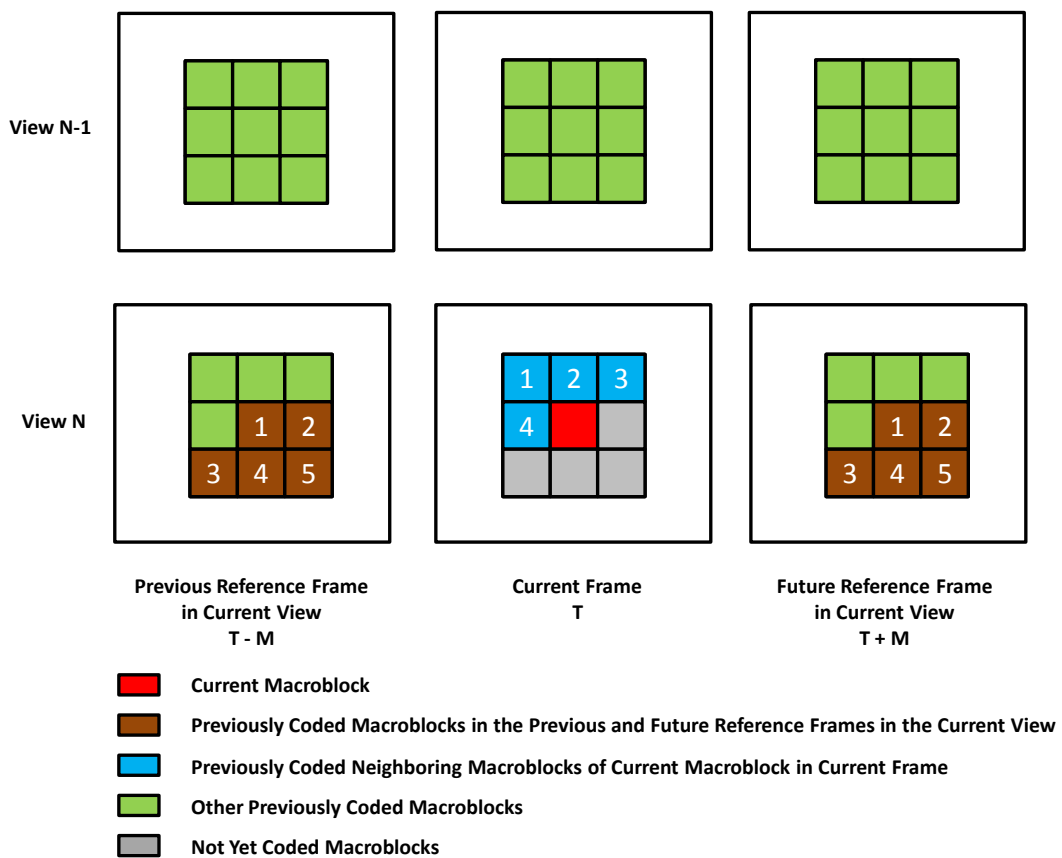 View N-1
View N
1 2
3 4 5
1 2 3
4
1 2
3 4 5
Previous Reference Frame
in Current View
T - M
Current Frame
T
Future Reference Frame
in Current View
T + M
Current Macroblock
Previously Coded Macroblocks in the Previous and Future Reference Frames in the Current View
Previously Coded Neighboring Macroblocks of Current Macroblock in Current Frame
Other Previously Coded Macroblocks
Not Yet Coded Macroblocks